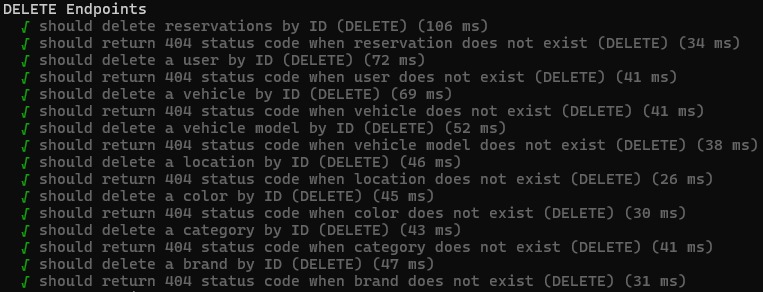 DELETE Endpoints
√ should delete reservations by ID (DELETE) (106 ms)
√ should return 404 status code when reservation does not exist (DELETE) (34 ms)
√ should delete a user by ID (DELETE) (72 ms)
√ should return 404 status code when user does not exist (DELETE) (41 ms)
√ should delete a vehicle by ID (DELETE) (69 ms)
√ should return 404 status code when vehicle does not exist (DELETE) (41 ms)
√ should delete a vehicle model by ID (DELETE) (52 ms)
√ should return 404 status code when vehicle model does not exist (DELETE) (38 ms)
√ should delete a location by ID (DELETE) (46 ms)
√ should return 404 status code when location does not exist (DELETE) (26 ms)
√ should delete a color by ID (DELETE) (45 ms)
√ should return 404 status code when color does not exist (DELETE) (30 ms)
√ should delete a category by ID (DELETE) (43 ms)
√ should return 404 status code when category does not exist (DELETE) (41 ms)
√ should delete a brand by ID (DELETE) (47 ms)
√ should return 404 status code when brand does not exist (DELETE) (31 ms)